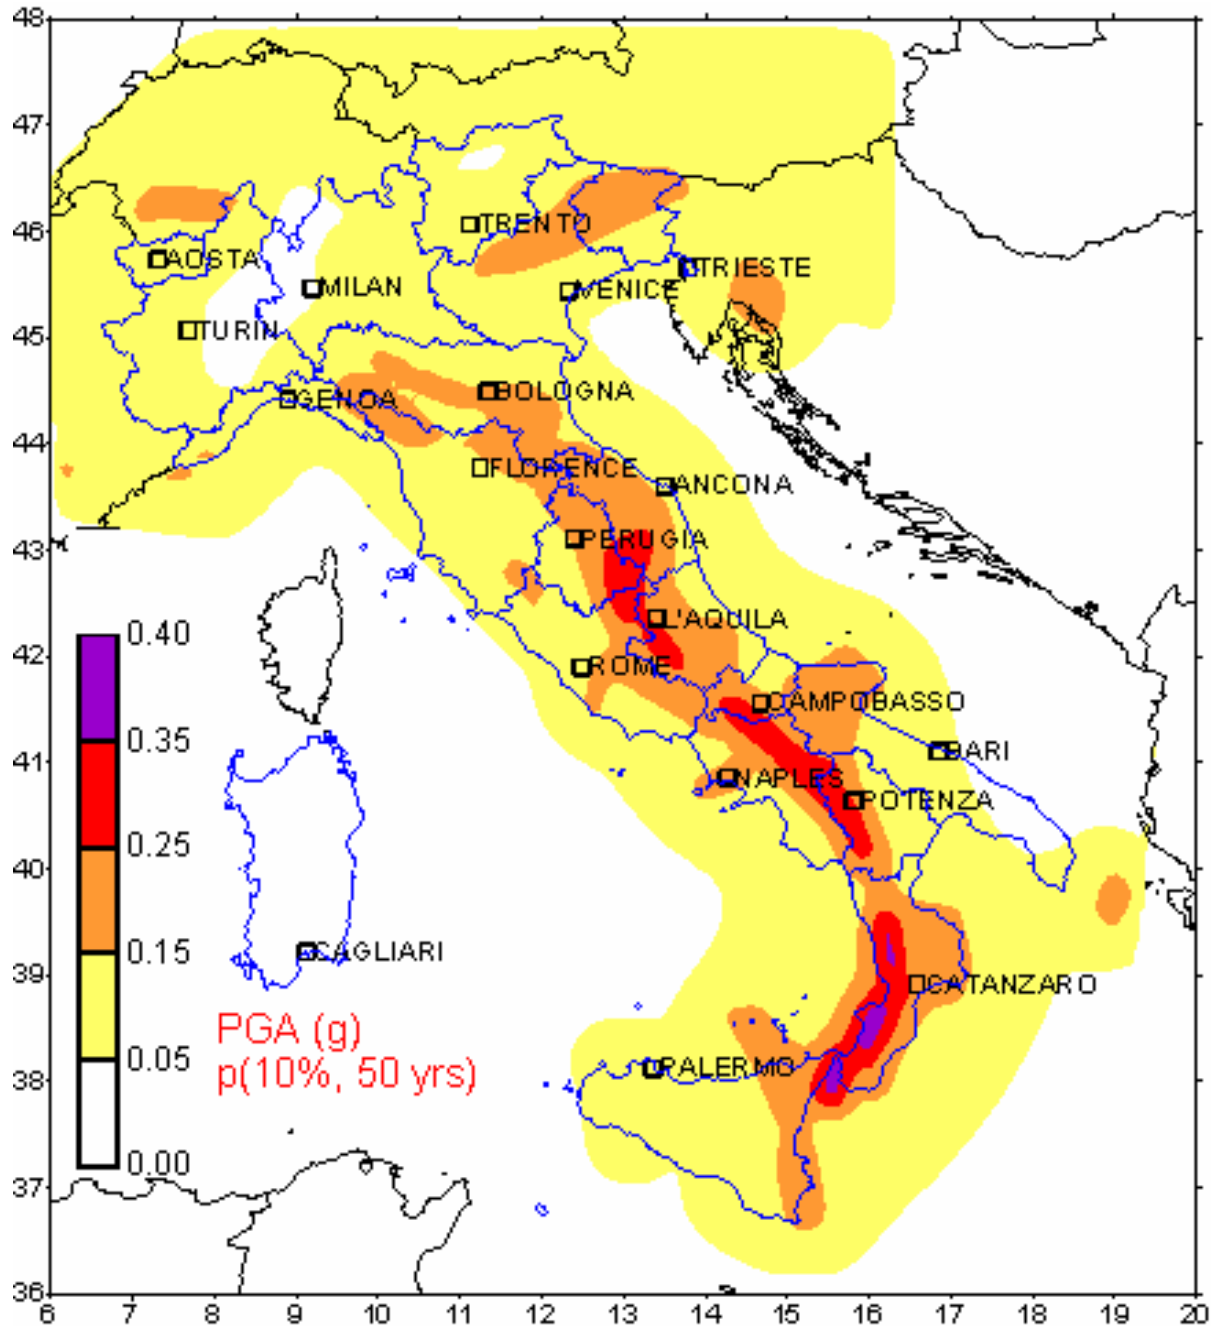 48
47
46
45
44
43
42
41
40
39
38
37
36
6 7 8 9 10 11 12 13 14 15 16 17 18 19 20
TRENTO
AOSTA
TRIESTE
MILAN
VENICE
TURIN
BOLOGNA
GENOA
FLORENCE
ANCONA
PERUGIA
L'AQUILA
ROME
CAMPOBASSO
BARI
NAPLES
POTENZA
CAGLIARI
CATANZARO
PALERMO
0.40
0.35
0.25
0.15
0.05
0.00
PGA (g)
p(10%, 50 yrs)